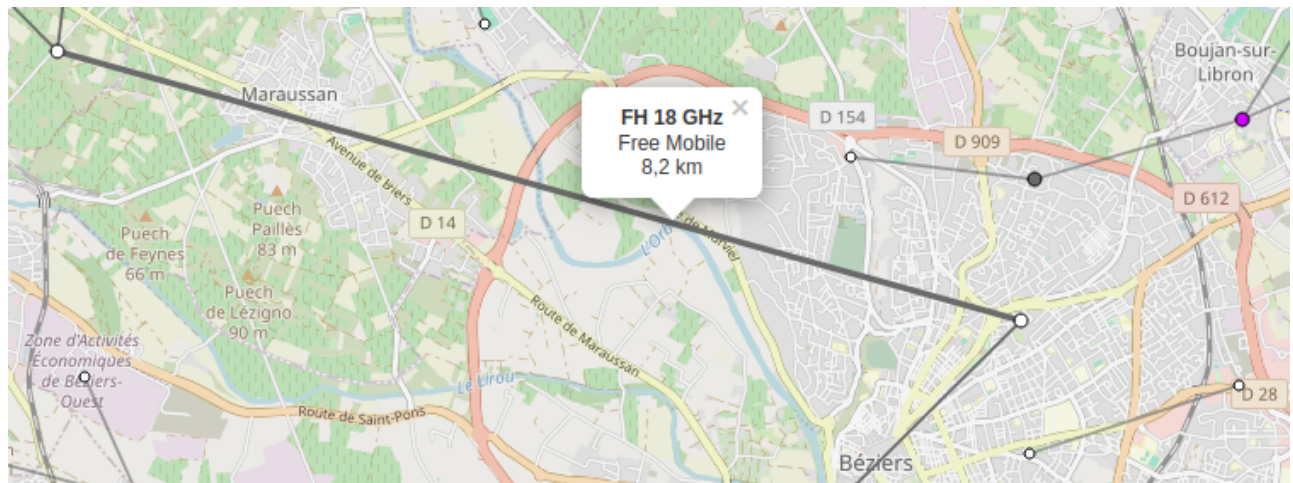 Maraussan
Boujan-sur-
Libron
FH 18 GHz
×
Free Mobile
8,2 km
D 154
D 909
Avenue de
D 612
Puech
Paillès
83 m
Puech
de Feynes
66 m
D 14
L'Orb
Puech
de Lézigno
90 m
Route de Maraussan
Zone d'Activités
Économiques
de Béziers-
Ouest
Le Lirou
Route de Saint-Pons
D 28
Béziers